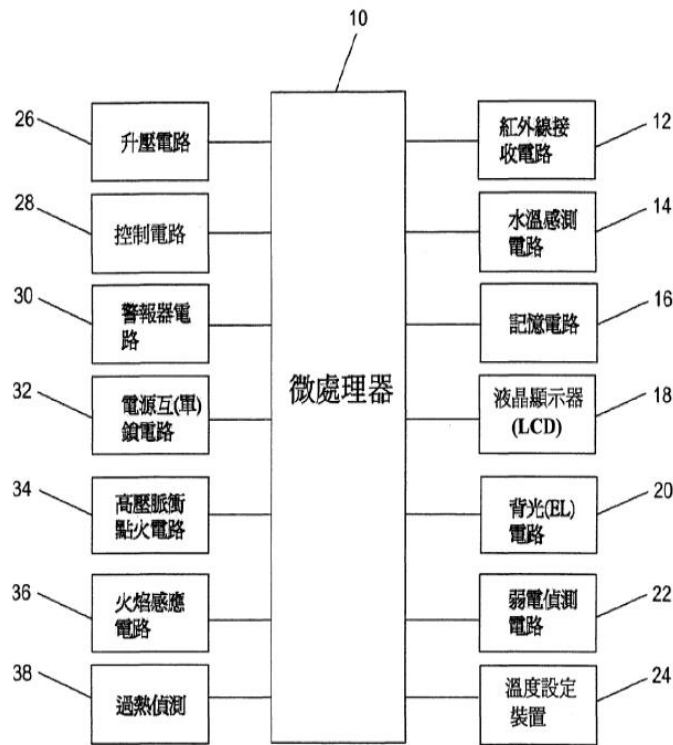 10
26
升壓電路
紅外線接
收電路
12
28
控制電路
水溫感測
電路
14
30
警報器電
路
記憶電路
16
微處理器
32
電源互(單)
鎖電路
液晶顯示器
(LCD)
18
34
高壓脈衝
點火電路
背光(EL)
電路
20
36
火焰感應
電路
弱電偵測
電路
22
38
過熱偵測
溫度設定
裝置
24